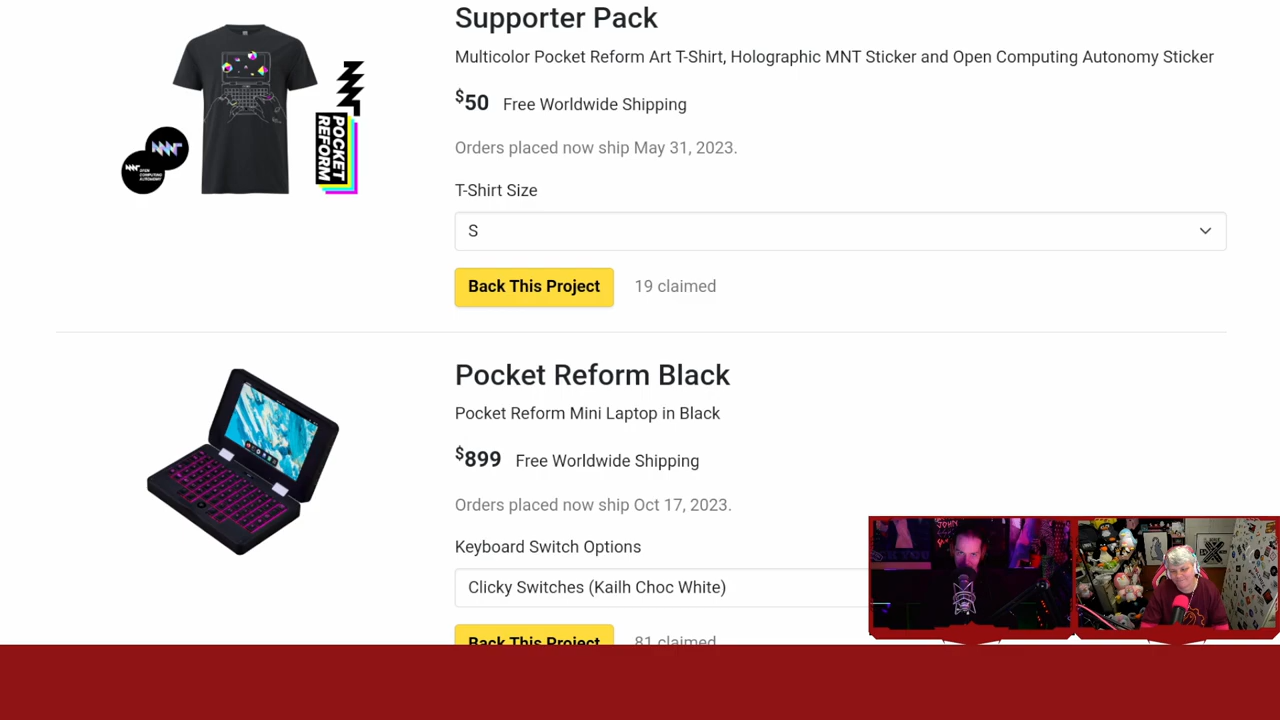 Supporter Pack
Multicolor Pocket Reform Art T-Shirt, Holographic MNT Sticker and Open Computing Autonomy Sticker
$50 Free Worldwide Shipping
Orders placed now ship May 31, 2023.
T-Shirt Size
S
Back This Project 19 claimed
POCKET
REFORM
OPEN
COMPUTING
AUTONOMY
Pocket Reform Black
Pocket Reform Mini Laptop in Black
$899 Free Worldwide Shipping
Orders placed now ship Oct 17, 2023.
Keyboard Switch Options
Clicky Switches (Kailh Choc White)
Back This Project 81 claimed
JOHN